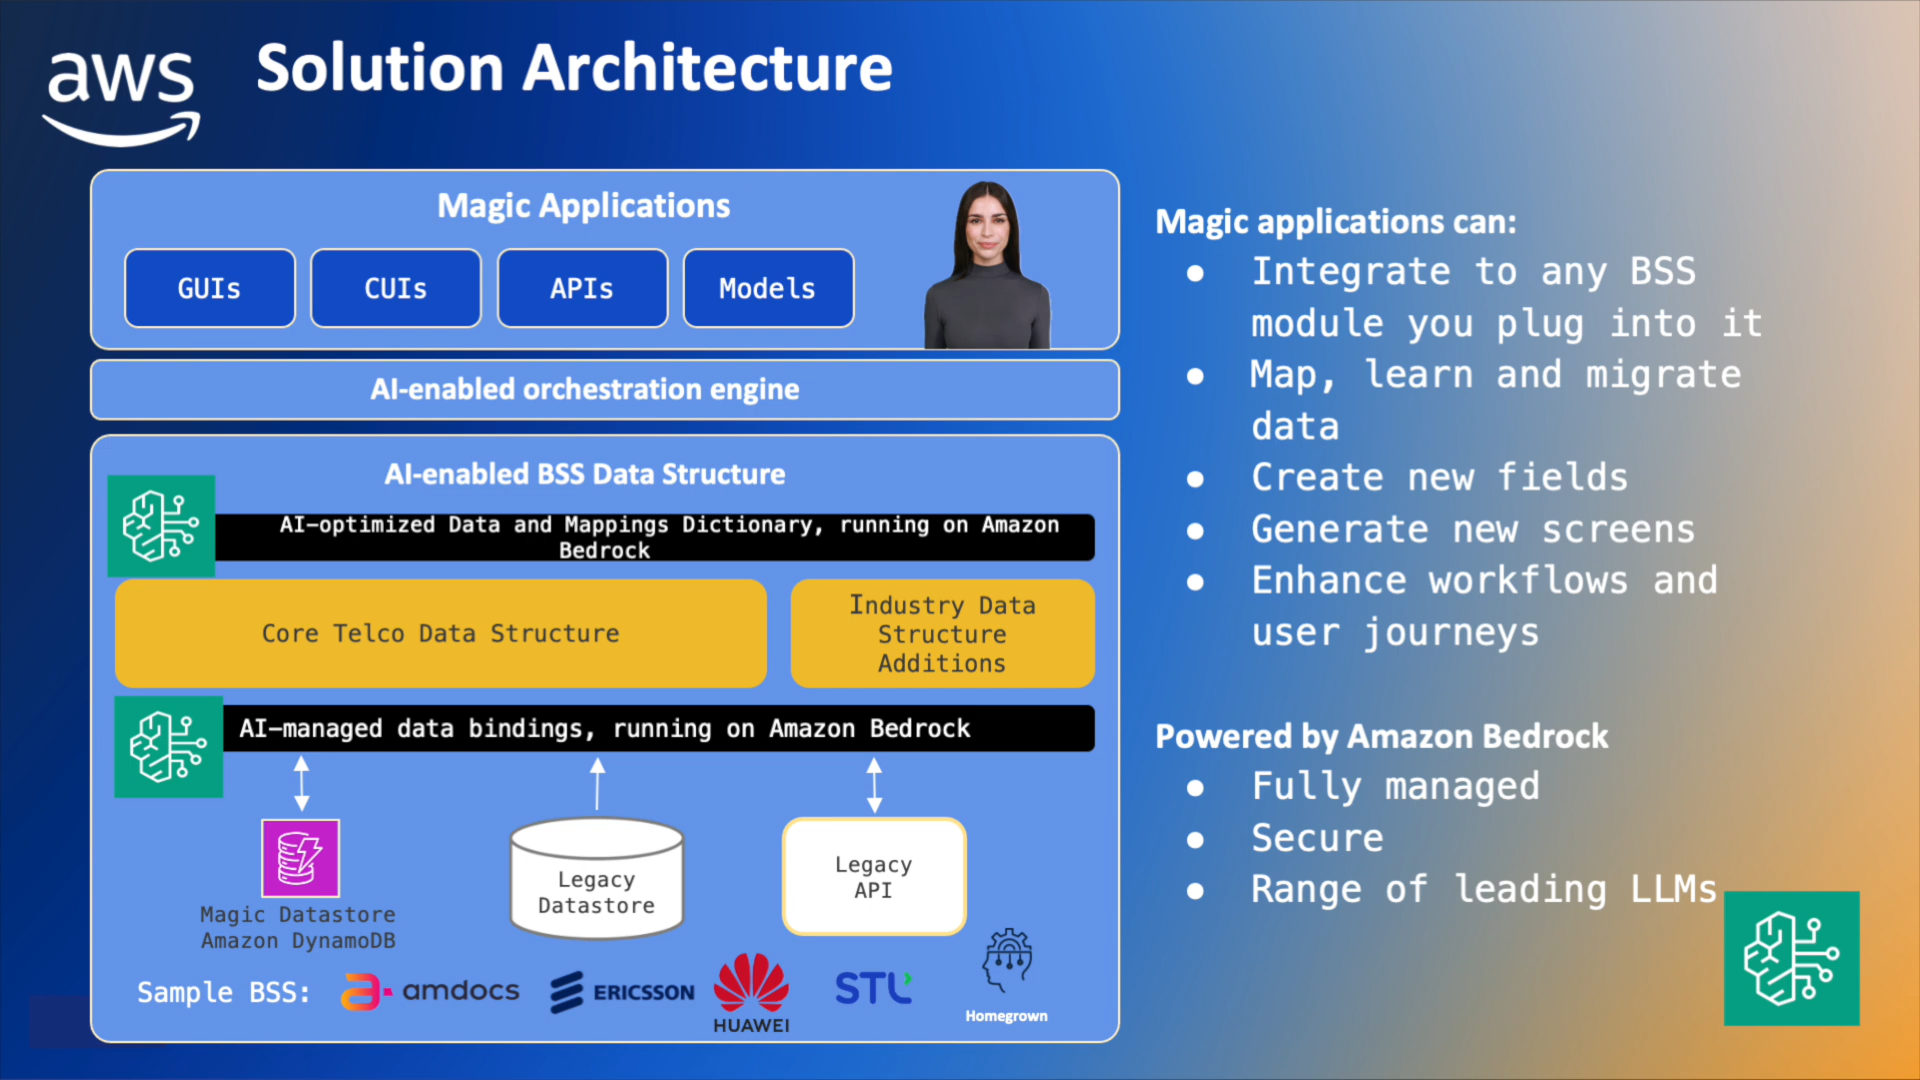 aws
Solution Architecture
Magic Applications
GUIs
CUIs
APIs
Models
AI-enabled orchestration engine
AI-enabled BSS Data Structure
AI-optimized Data and Mappings Dictionary, running on Amazon
Bedrock
Core Telco Data Structure
Industry Data
Structure
Additions
AI-managed data bindings, running on Amazon Bedrock
Magic Datastore
Amazon DynamoDB
Legacy
Datastore
Legacy
API
Sample BSS:
amdocs
ERICSSON
HUAWEI
STL
Homegrown
Magic applications can:
● Integrate to any BSS
module you plug into it
● Map, learn and migrate
data
● Create new fields
● Generate new screens
● Enhance workflows and
user journeys
Powered by Amazon Bedrock
● Fully managed
● Secure
● Range of leading LLMs